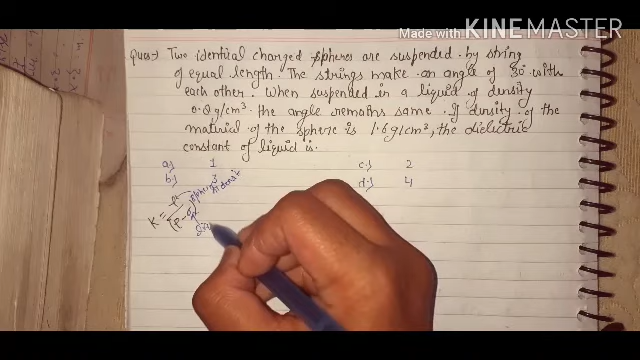 Made with KINEMASTER
Ques:→ Two identical charged spheres are suspended by string
of equal length. The strings make an angle of 30° with
each other. When suspended in a liquid of density
0.8 g/cm³ the angle remains same. If density of the
material of the sphere is 1.6 g/cm³, the dielectric
constant of liquid is.
a:) 1 c:) 2
b:) 3 d:) 4
K = ρ
(ρ-σ)